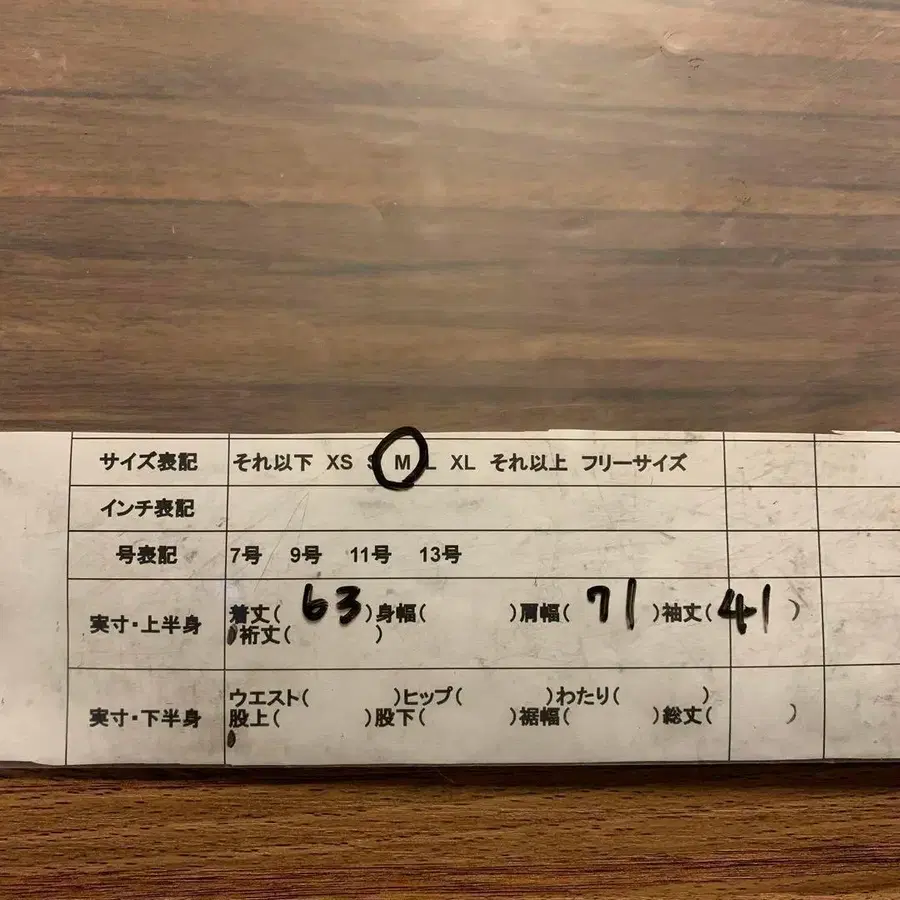 サイズ表記 それ以下 XS S M L XL それ以上 フリーサイズ
インチ表記
号表記 7号 9号 11号 13号
実寸・上半身 着丈( 63 )身幅( )肩幅( 71 )袖丈( 41 )
裄丈( )
実寸・下半身 ウエスト( )ヒップ( )わたり( )
股上( )股下( )裾幅( )総丈( )